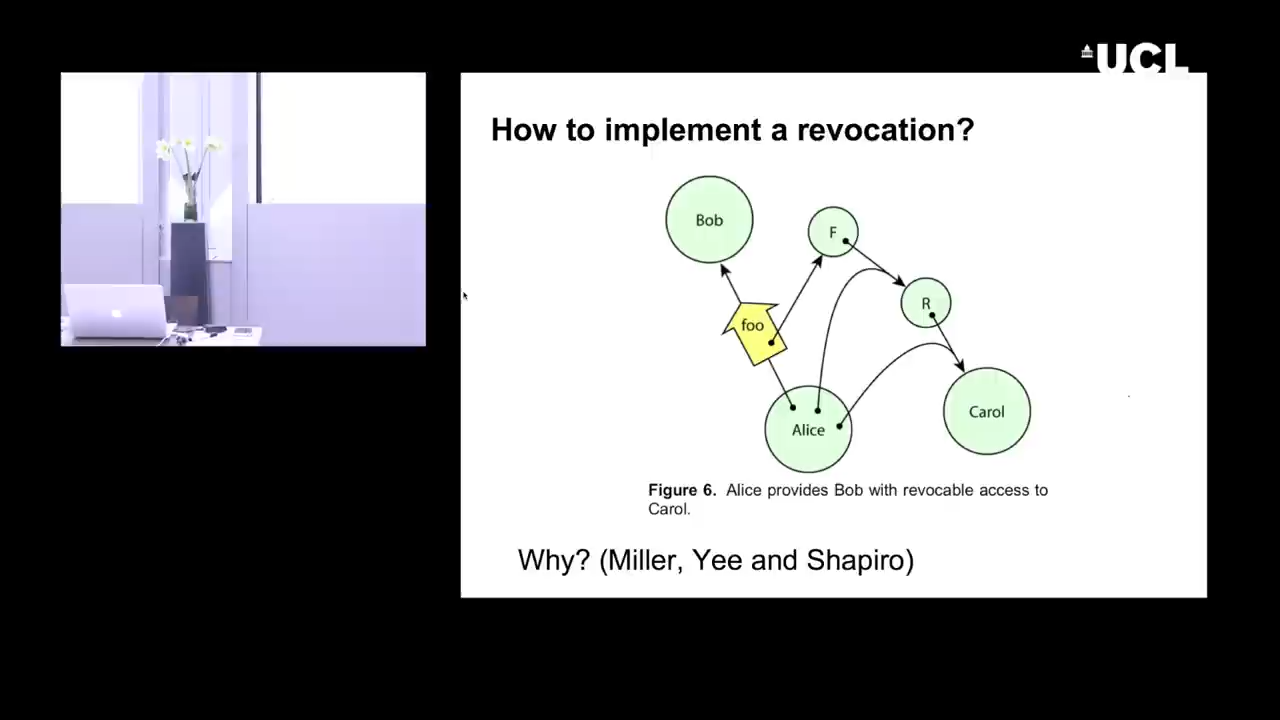 UCL
How to implement a revocation?
Bob
F
R
foo
Alice
Carol
Figure 6. Alice provides Bob with revocable access to
Carol.
Why? (Miller, Yee and Shapiro)